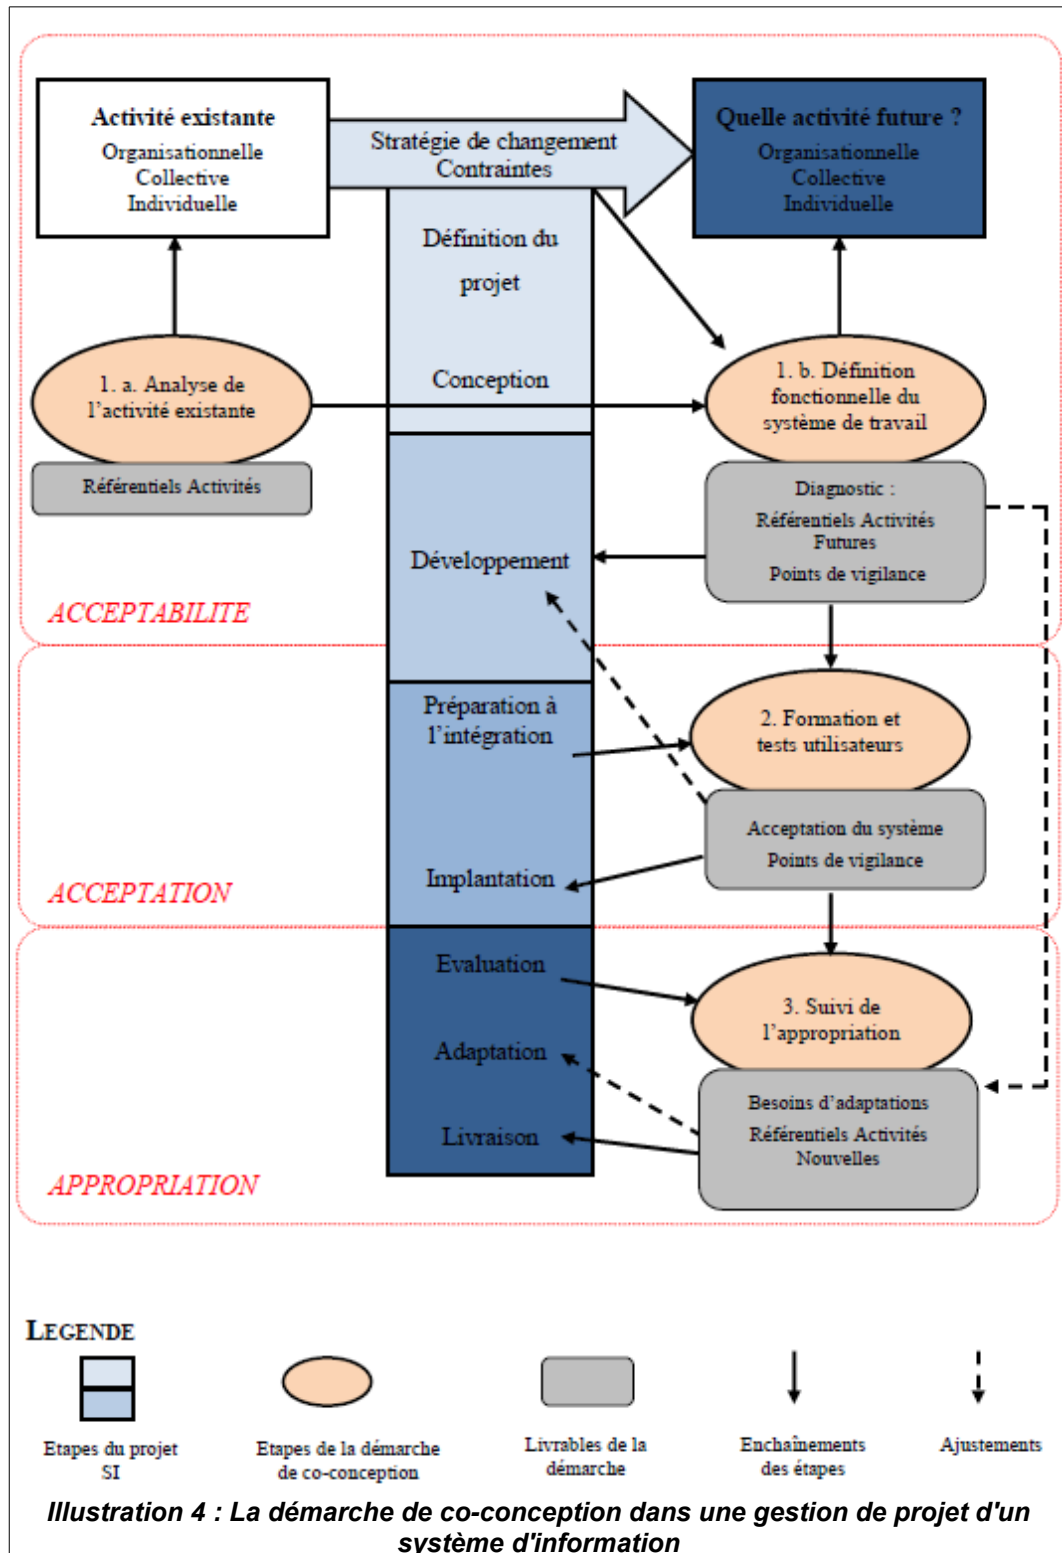 Activité existante
Organisationnelle
Collective
Individuelle
Stratégie de changement
Contraintes
Quelle activité future ?
Organisationnelle
Collective
Individuelle
Définition du
projet
Conception
1. a. Analyse de
l'activité existante
Référentiels Activités
1. b. Définition
fonctionnelle du
système de travail
Diagnostic :
Référentiels Activités
Futures
Points de vigilance
Développement
ACCEPTABILITE
Préparation à
l'intégration
2. Formation et
tests utilisateurs
Acceptation du système
Points de vigilance
Implantation
ACCEPTATION
Evaluation
3. Suivi de
l'appropriation
Adaptation
Besoins d'adaptations
Référentiels Activités
Nouvelles
Livraison
APPROPRIATION
LEGENDE
Etapes du projet
SI
Etapes de la démarche
de co-conception
Livrables de la
démarche
Enchaînements
des étapes
Ajustements
Illustration 4 : La démarche de co-conception dans une gestion de projet d'un
système d'information